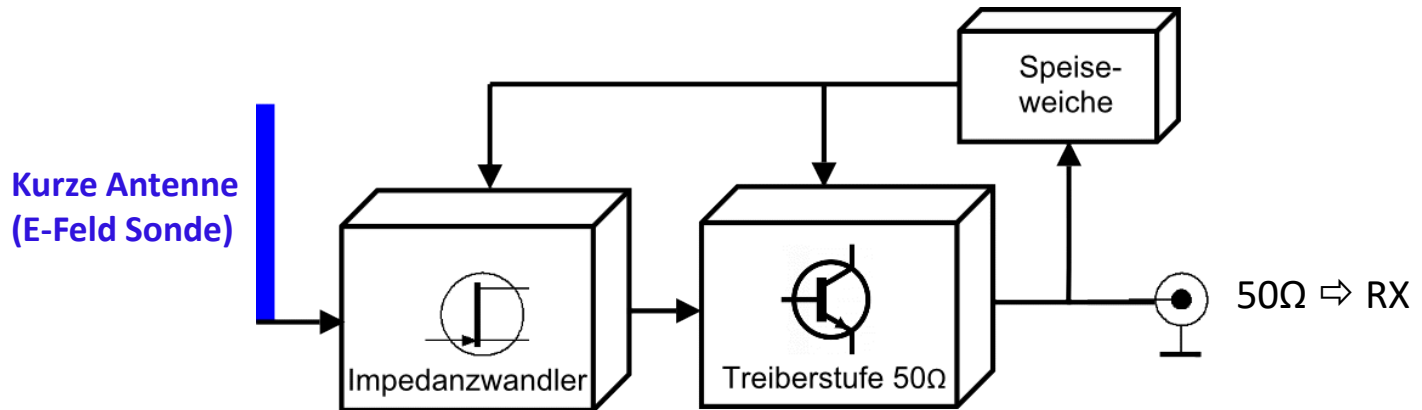 Speise-
weiche
Kurze Antenne
(E-Feld Sonde)
Impedanzwandler
Treiberstufe 50Ω
50Ω ⇨ RX